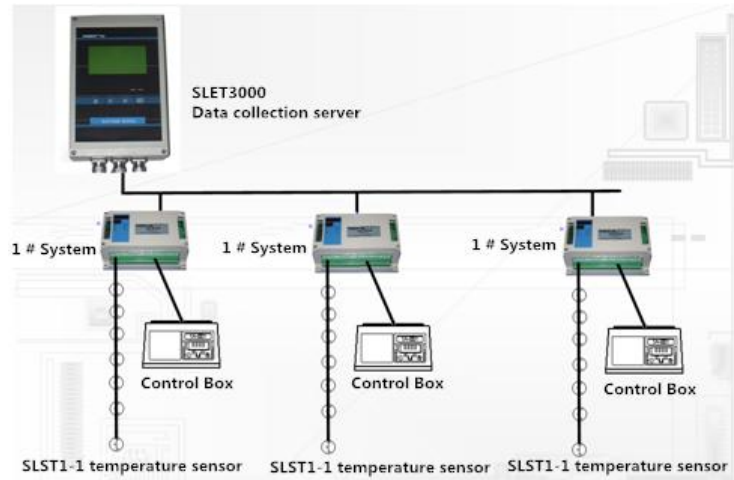 SLET3000
Data collection server
1 # System
1 # System
1 # System
Control Box
Control Box
Control Box
SLST1-1 temperature sensor
SLST1-1 temperature sensor
SLST1-1 temperature sensor